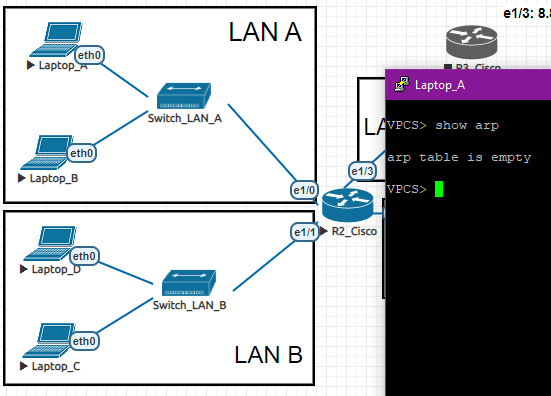 LAN A
e1/3: 8.8
eth0
Laptop_A
R3_Cisco
Laptop_A
Switch_LAN_A
VPCS> show arp
LA
eth0
arp table is empty
Laptop_B
e1/3
e1/0
VPCS>
e1/1
R2_Cisco
eth0
Laptop_D
Switch_LAN_B
eth0
LAN B
Laptop_C